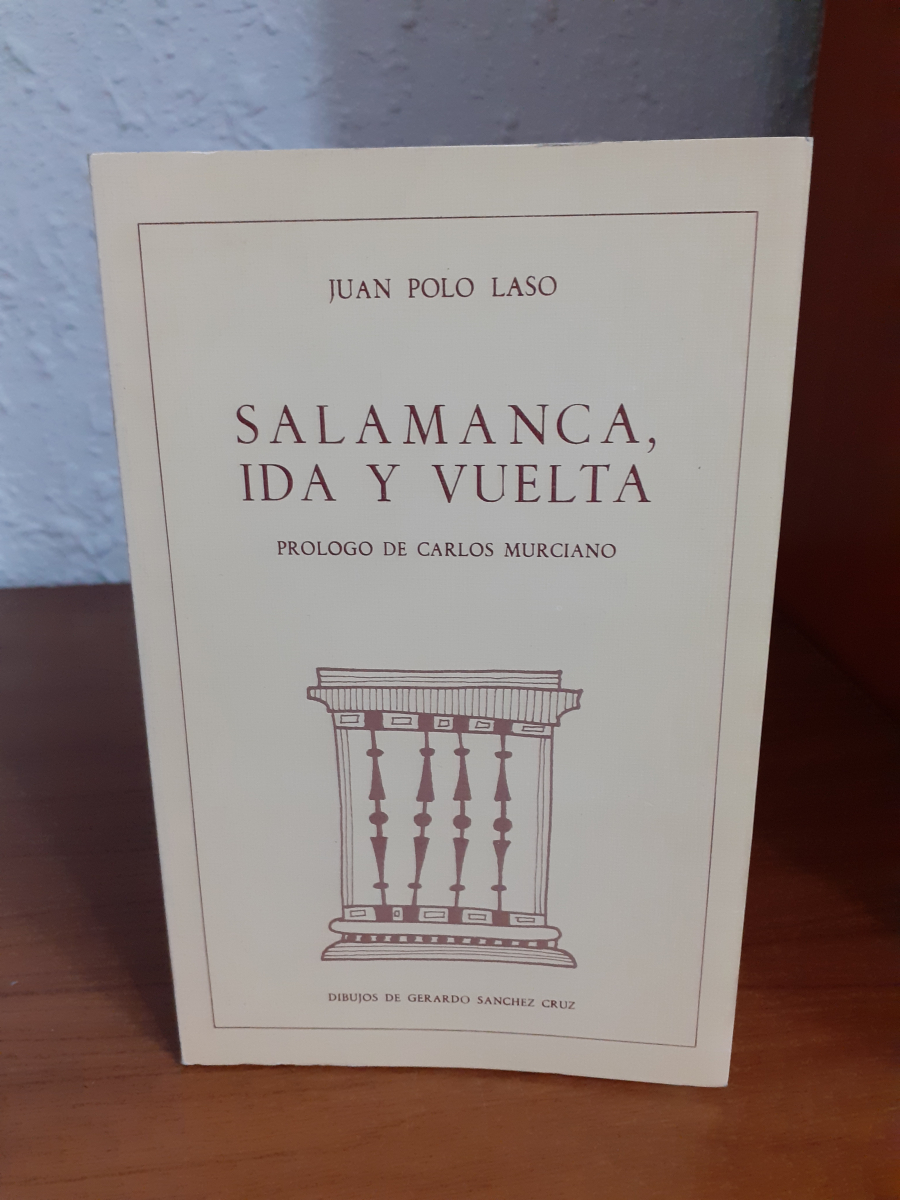 JUAN POLO LASO
SALAMANCA,
IDA Y VUELTA
PROLOGO DE CARLOS MURCIANO
DIBUJOS DE GERARDO SANCHEZ CRUZ